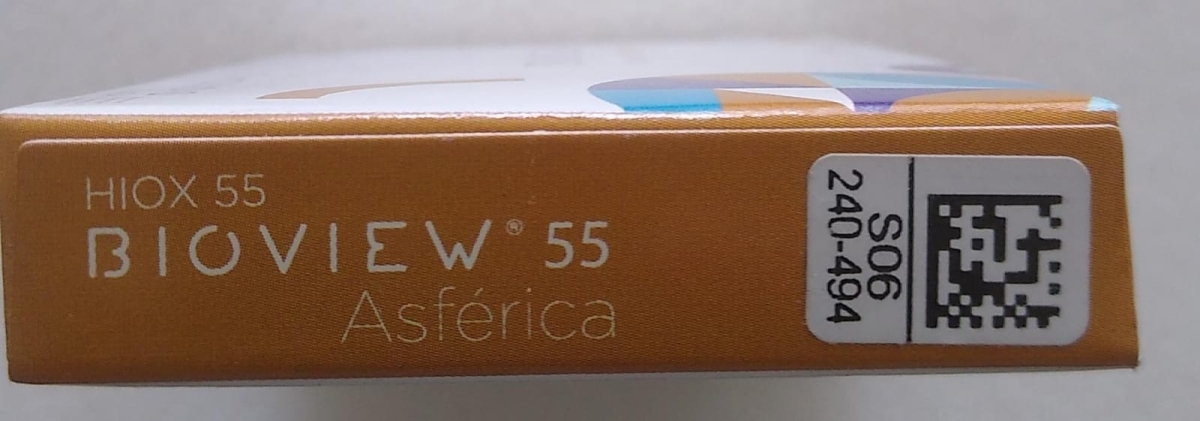 HIOX 55
BIOVIEW® 55
Asférica
S06
240-494